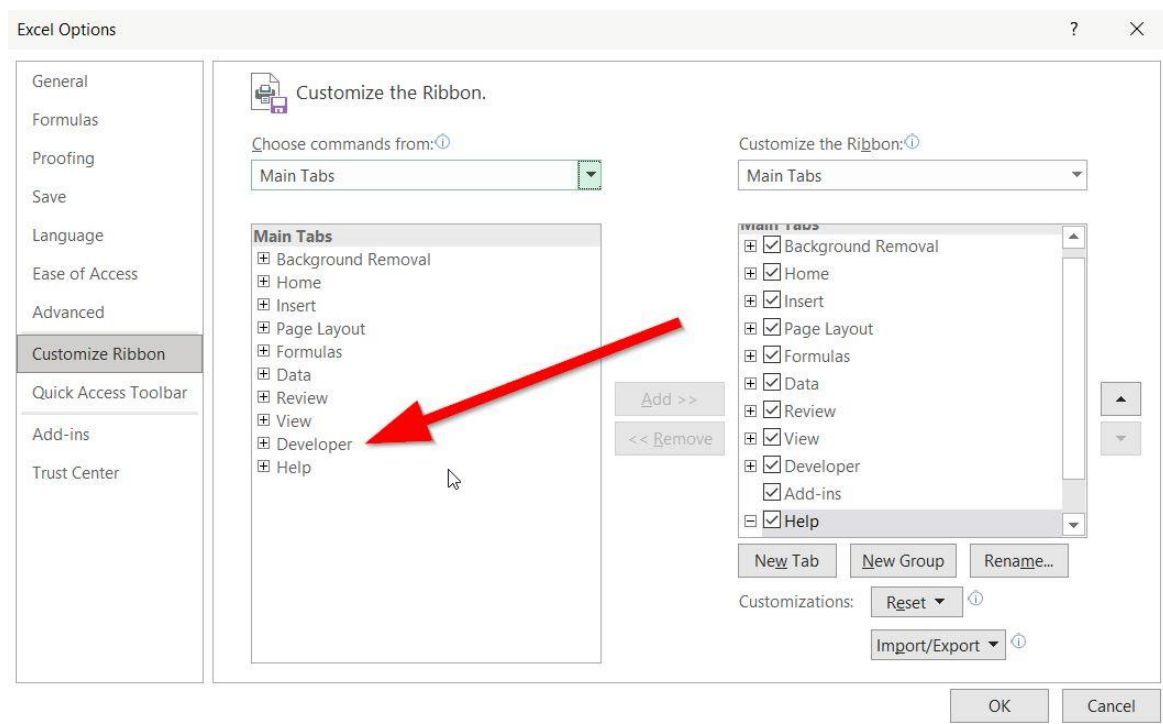 Excel Options
?
General
Formulas
Proofing
Save
Language
Ease of Access
Advanced
Customize Ribbon
Quick Access Toolbar
Add-ins
Trust Center
Customize the Ribbon.
Choose commands from:
Main Tabs
Main Tabs
Background Removal
Home
Insert
Page Layout
Formulas
Data
Review
View
Developer
Help
Add >>
<< Remove
Customize the Ribbon:
Main Tabs
Main Tabs
Background Removal
Home
Insert
Page Layout
Formulas
Data
Review
View
Developer
Add-ins
Help
New Tab
New Group
Rename...
Customizations:
Reset
Import/Export
OK
Cancel